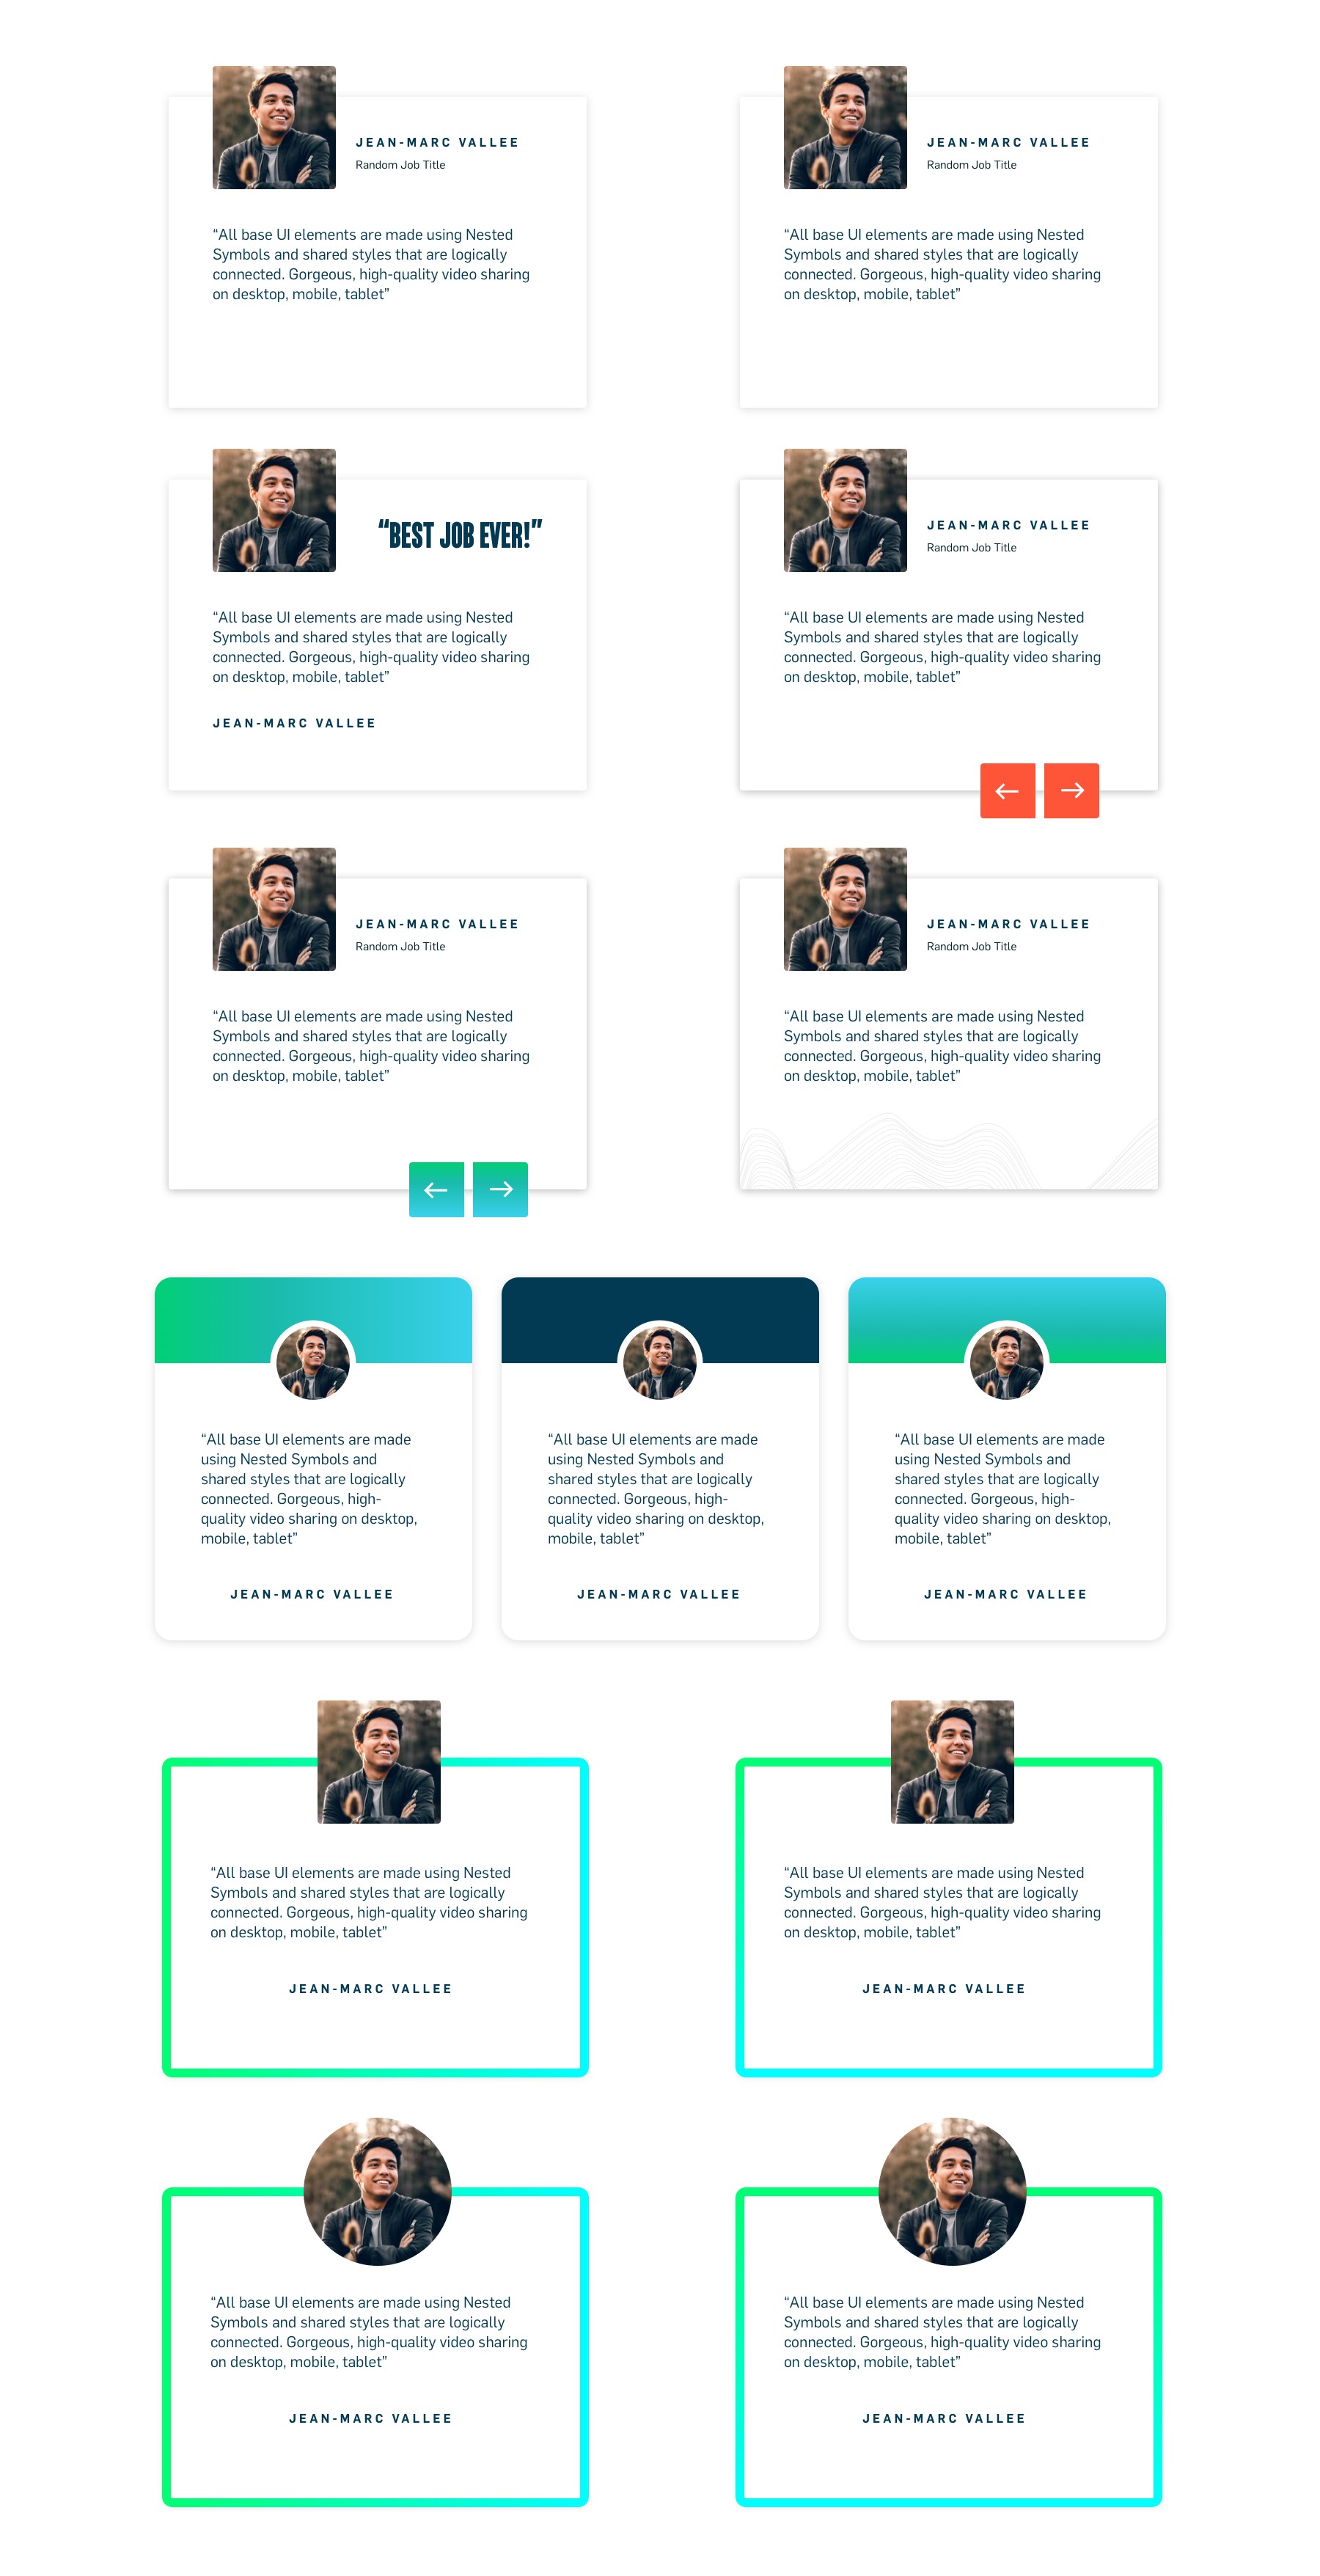 JEAN-MARC VALLEE
Random Job Title
“All base UI elements are made using Nested
Symbols and shared styles that are logically
connected. Gorgeous, high-quality video sharing
on desktop, mobile, tablet”
JEAN-MARC VALLEE
Random Job Title
“All base UI elements are made using Nested
Symbols and shared styles that are logically
connected. Gorgeous, high-quality video sharing
on desktop, mobile, tablet”
“BEST JOB EVER!”
“All base UI elements are made using Nested
Symbols and shared styles that are logically
connected. Gorgeous, high-quality video sharing
on desktop, mobile, tablet”
JEAN-MARC VALLEE
JEAN-MARC VALLEE
Random Job Title
“All base UI elements are made using Nested
Symbols and shared styles that are logically
connected. Gorgeous, high-quality video sharing
on desktop, mobile, tablet”
JEAN-MARC VALLEE
Random Job Title
“All base UI elements are made using Nested
Symbols and shared styles that are logically
connected. Gorgeous, high-quality video sharing
on desktop, mobile, tablet”
JEAN-MARC VALLEE
Random Job Title
“All base UI elements are made using Nested
Symbols and shared styles that are logically
connected. Gorgeous, high-quality video sharing
on desktop, mobile, tablet”
“All base UI elements are made
using Nested Symbols and
shared styles that are logically
connected. Gorgeous, high-
quality video sharing on desktop,
mobile, tablet”
JEAN-MARC VALLEE
“All base UI elements are made
using Nested Symbols and
shared styles that are logically
connected. Gorgeous, high-
quality video sharing on desktop,
mobile, tablet”
JEAN-MARC VALLEE
“All base UI elements are made
using Nested Symbols and
shared styles that are logically
connected. Gorgeous, high-
quality video sharing on desktop,
mobile, tablet”
JEAN-MARC VALLEE
“All base UI elements are made using Nested
Symbols and shared styles that are logically
connected. Gorgeous, high-quality video sharing
on desktop, mobile, tablet”
JEAN-MARC VALLEE
“All base UI elements are made using Nested
Symbols and shared styles that are logically
connected. Gorgeous, high-quality video sharing
on desktop, mobile, tablet”
JEAN-MARC VALLEE
“All base UI elements are made using Nested
Symbols and shared styles that are logically
connected. Gorgeous, high-quality video sharing
on desktop, mobile, tablet”
JEAN-MARC VALLEE
“All base UI elements are made using Nested
Symbols and shared styles that are logically
connected. Gorgeous, high-quality video sharing
on desktop, mobile, tablet”
JEAN-MARC VALLEE